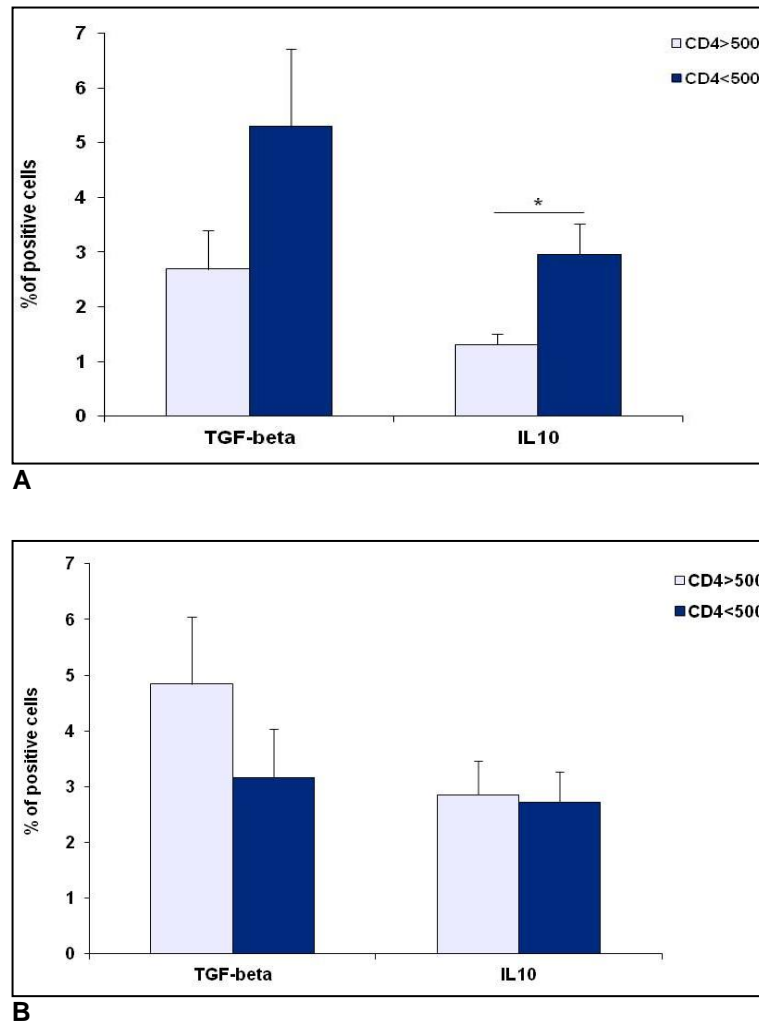 7
CD4>500
CD4<500
6
5
4
*
3
2
1
0
%of positive cells
TGF-beta
IL10
A
7
CD4>500
CD4<500
6
5
4
3
2
1
0
% of positive cells
TGF-beta
IL10
B